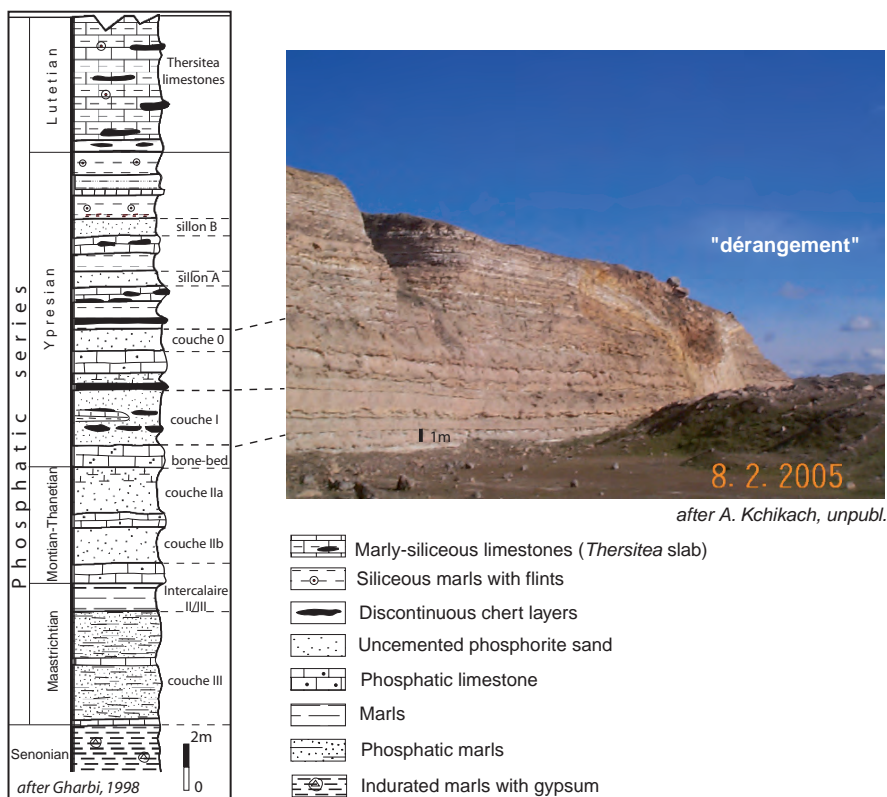 Phosphatic series
Lutetian
Ypresian
Montian-Thanetian
Maastrichtian
Senonian
Thersitea
limestones
sillon B
sillon A
couche 0
couche I
bone-bed
couche IIa
couche IIb
Intercalaire
II/III
couche III
2m
0
after Gharbi, 1998
"dérangement"
1m
8. 2. 2005
after A. Kchikach, unpubl.
Marly-siliceous limestones (Thersitea slab)
Siliceous marls with flints
Discontinuous chert layers
Uncemented phosphorite sand
Phosphatic limestone
Marls
Phosphatic marls
Indurated marls with gypsum